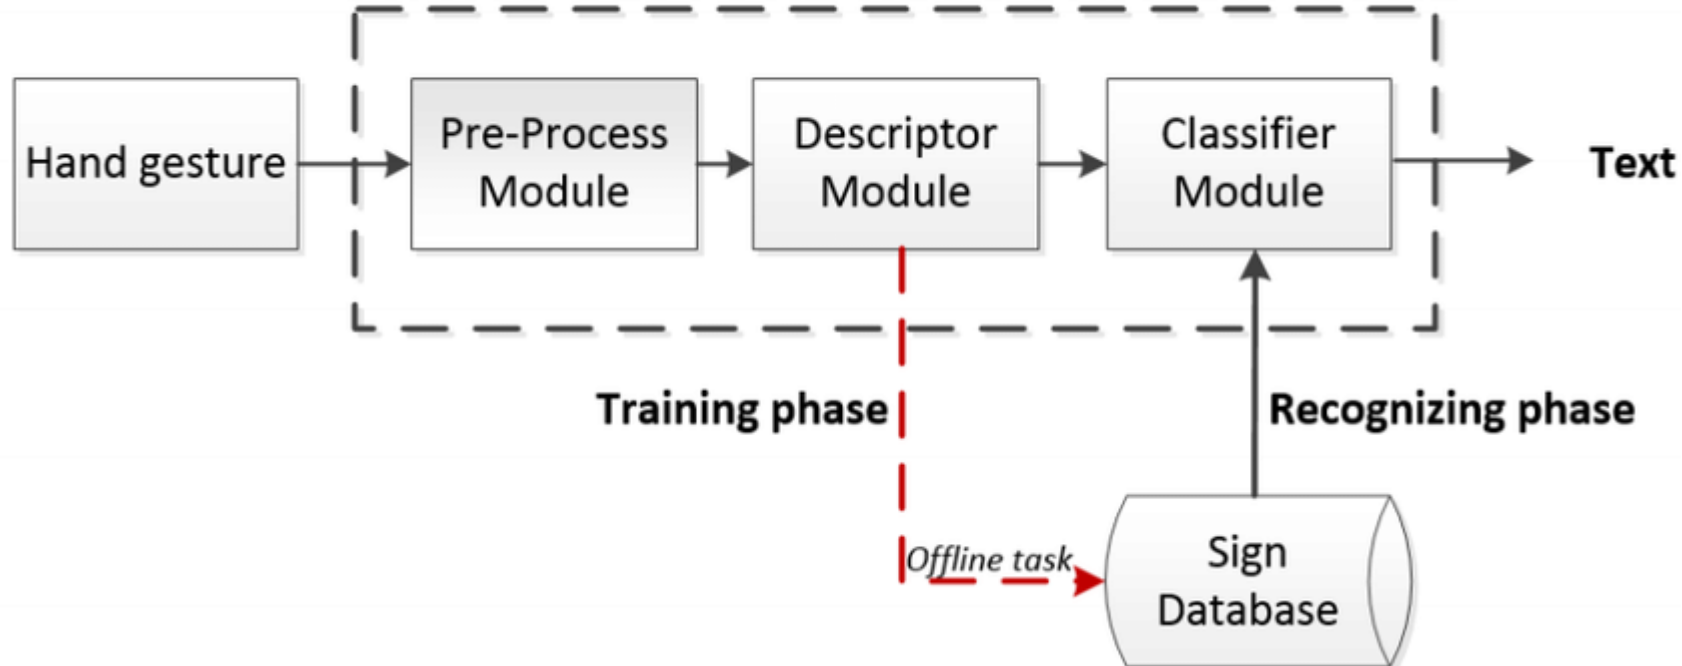 Hand gesture
Pre-Process
Module
Descriptor
Module
Classifier
Module
Text
Training phase
Recognizing phase
Offline task
Sign
Database